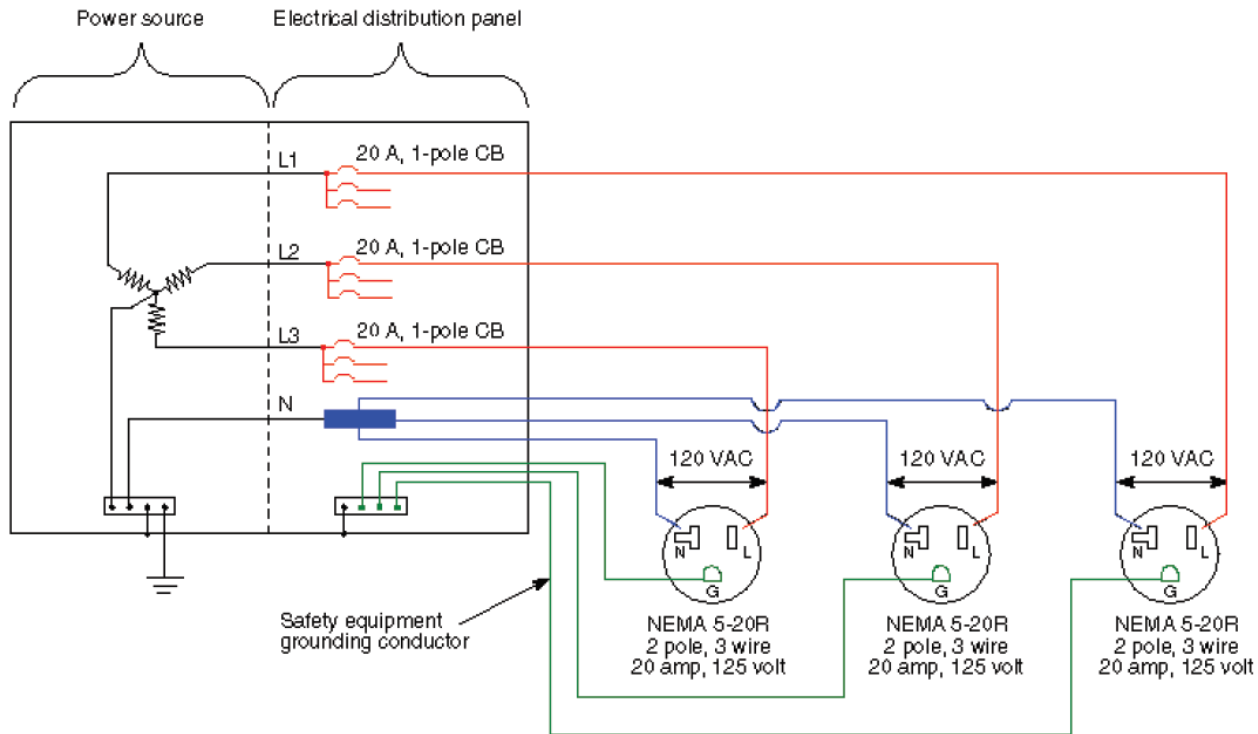 Power source
Electrical distribution panel
L1
20 A, 1-pole CB
L2
20 A, 1-pole CB
L3
20 A, 1-pole CB
N
120 VAC
120 VAC
120 VAC
N
L
G
N
L
G
N
L
G
Safety equipment
grounding conductor
NEMA 5-20R
2 pole, 3 wire
20 amp, 125 volt
NEMA 5-20R
2 pole, 3 wire
20 amp, 125 volt
NEMA 5-20R
2 pole, 3 wire
20 amp, 125 volt